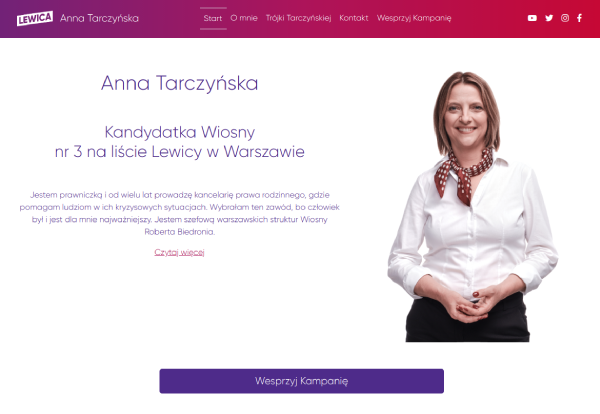 LEWICA Anna Tarczyńska Start O mnie Trójki Tarczyńskiej Kontakt Wesprzyj Kampanię
Anna Tarczyńska
Kandydatka Wiosny
nr 3 na liście Lewicy w Warszawie
Jestem prawniczką i od wielu lat prowadzę kancelarię prawa rodzinnego, gdzie
pomagam ludziom w ich kryzysowych sytuacjach. Wybrałam ten zawód, bo człowiek
był i jest dla mnie najważniejszy. Jestem szefową warszawskich struktur Wiosny
Roberta Biedronia.
Czytaj więcej
Wesprzyj Kampanię